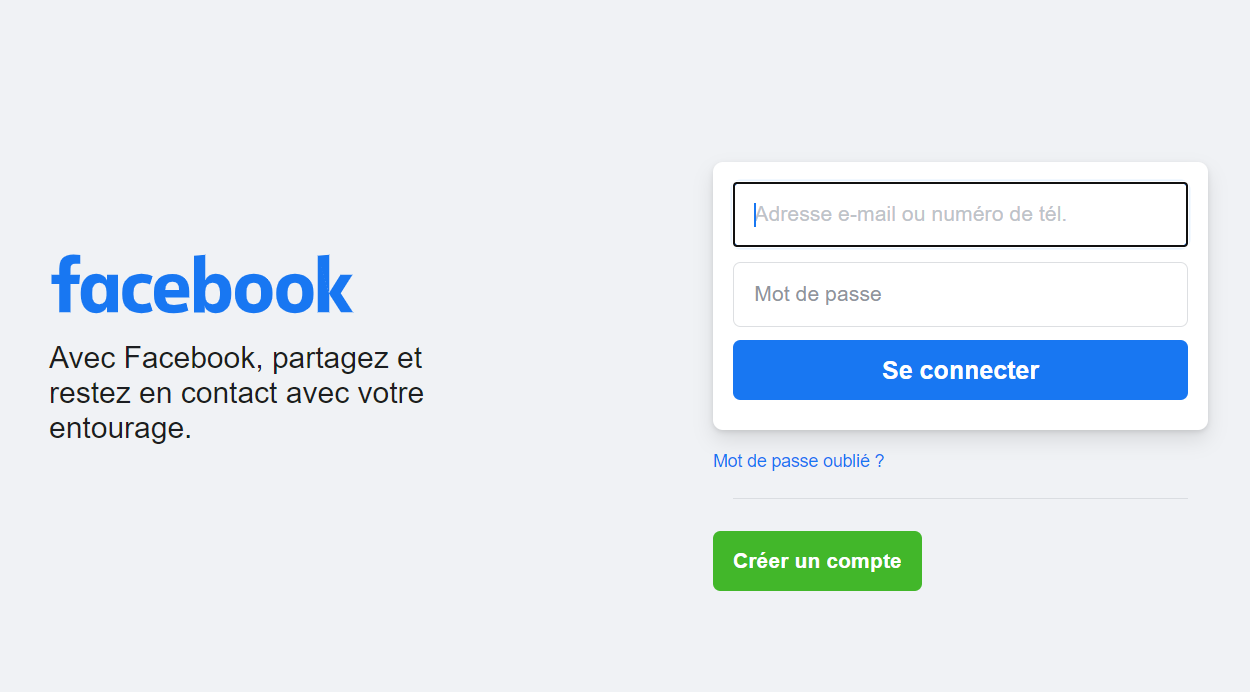 facebook
Avec Facebook, partagez et
restez en contact avec votre
entourage.
Adresse e-mail ou numéro de tél.
Mot de passe
Se connecter
Mot de passe oublié ?
Créer un compte